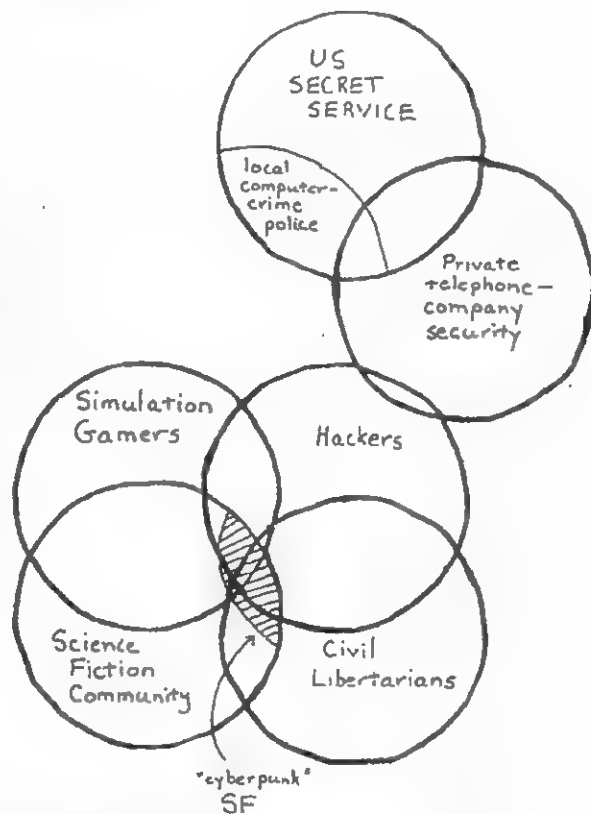 US
SECRET
SERVICE
local
computer-
crime
police
Private
telephone-
company
security
Simulation
Gamers
Hackers
Science
Fiction
Community
Civil
Libertarians
"cyberpunk"
SF